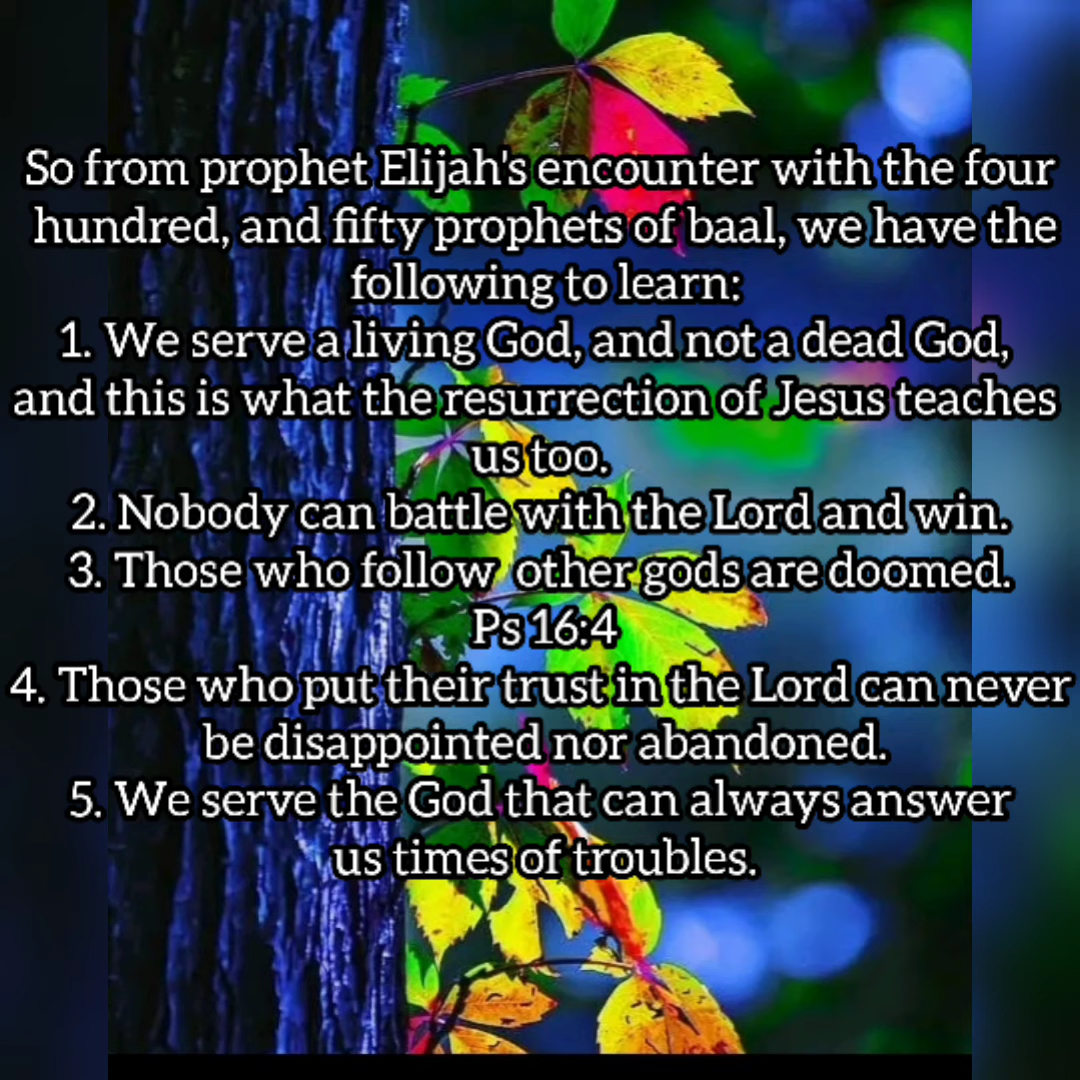 So from prophet Elijah's encounter with the four
hundred, and fifty prophets of baal, we have the
following to learn:
1. We serve a living God, and not a dead God,
and this is what the resurrection of Jesus teaches
us too.
2. Nobody can battle with the Lord and win.
3. Those who follow  other gods are doomed.
Ps 16:4
4. Those who put their trust in the Lord can never
be disappointed nor abandoned.
5. We serve the God that can always answer
us times of troubles.